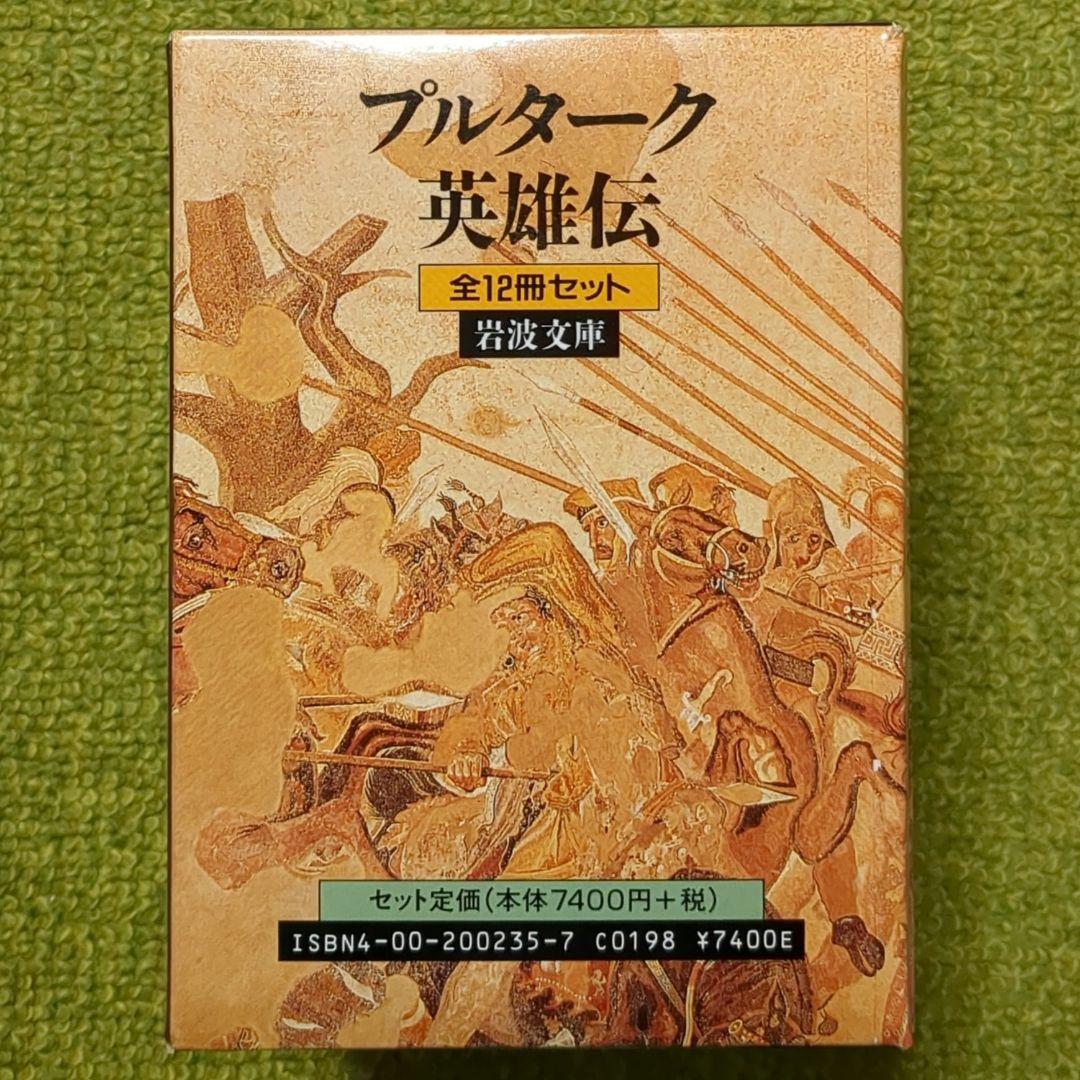 プルターク
英雄伝
全12冊セット
岩波文庫
セット定価(本体7400円+税)
ISBN4-00-200235-7 C0198 ¥7400E